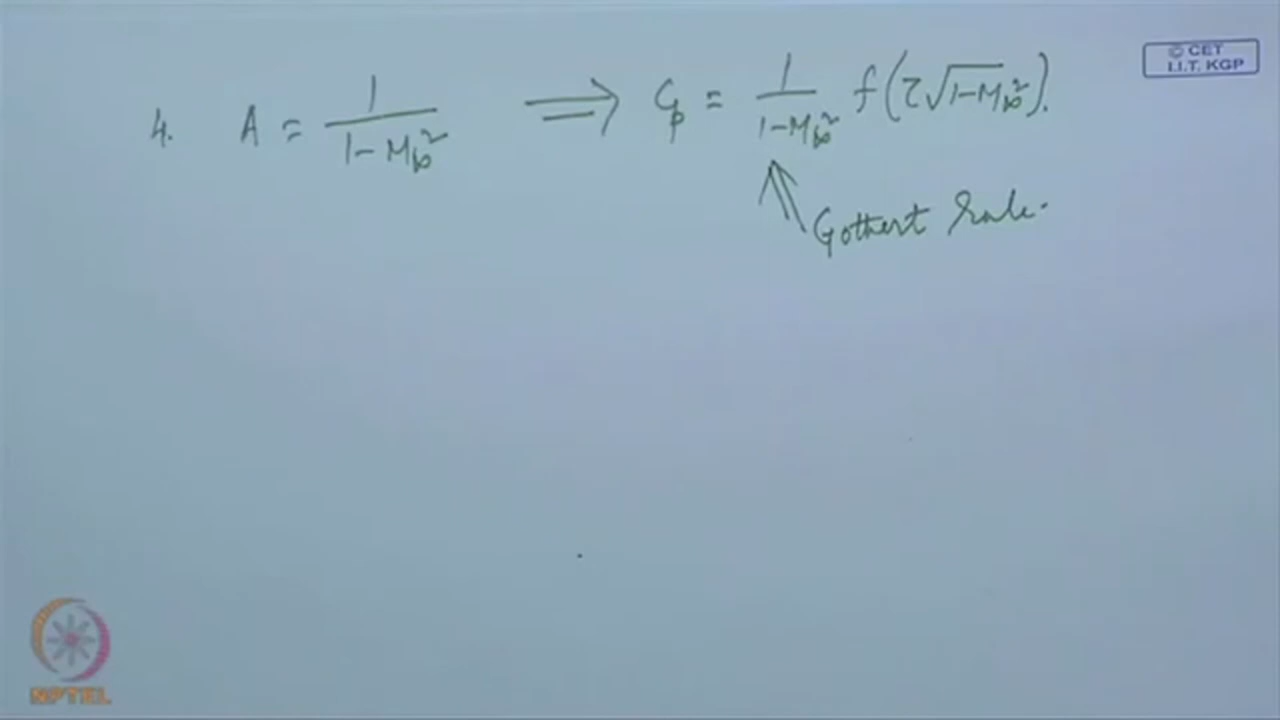 © CET
I.I.T. KGP
4. A = 1/(1-M∞²) ⟹ Cp = 1/(1-M∞²) f(τ√(1-M∞²)).
Gothert Rule.
NPTEL